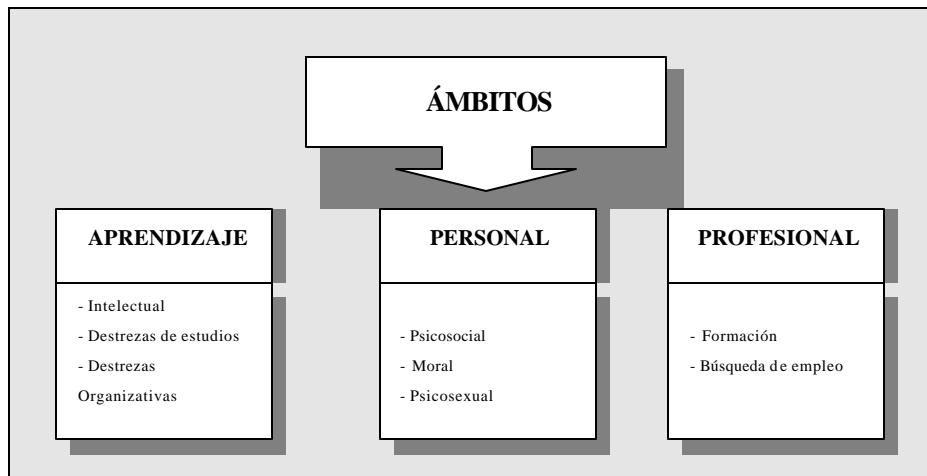 ÁMBITOS
APRENDIZAJE
- Intelectual
- Destrezas de estudios
- Destrezas
Organizativas
PERSONAL
- Psicosocial
- Moral
- Psicosexual
PROFESIONAL
- Formación
- Búsqueda de empleo